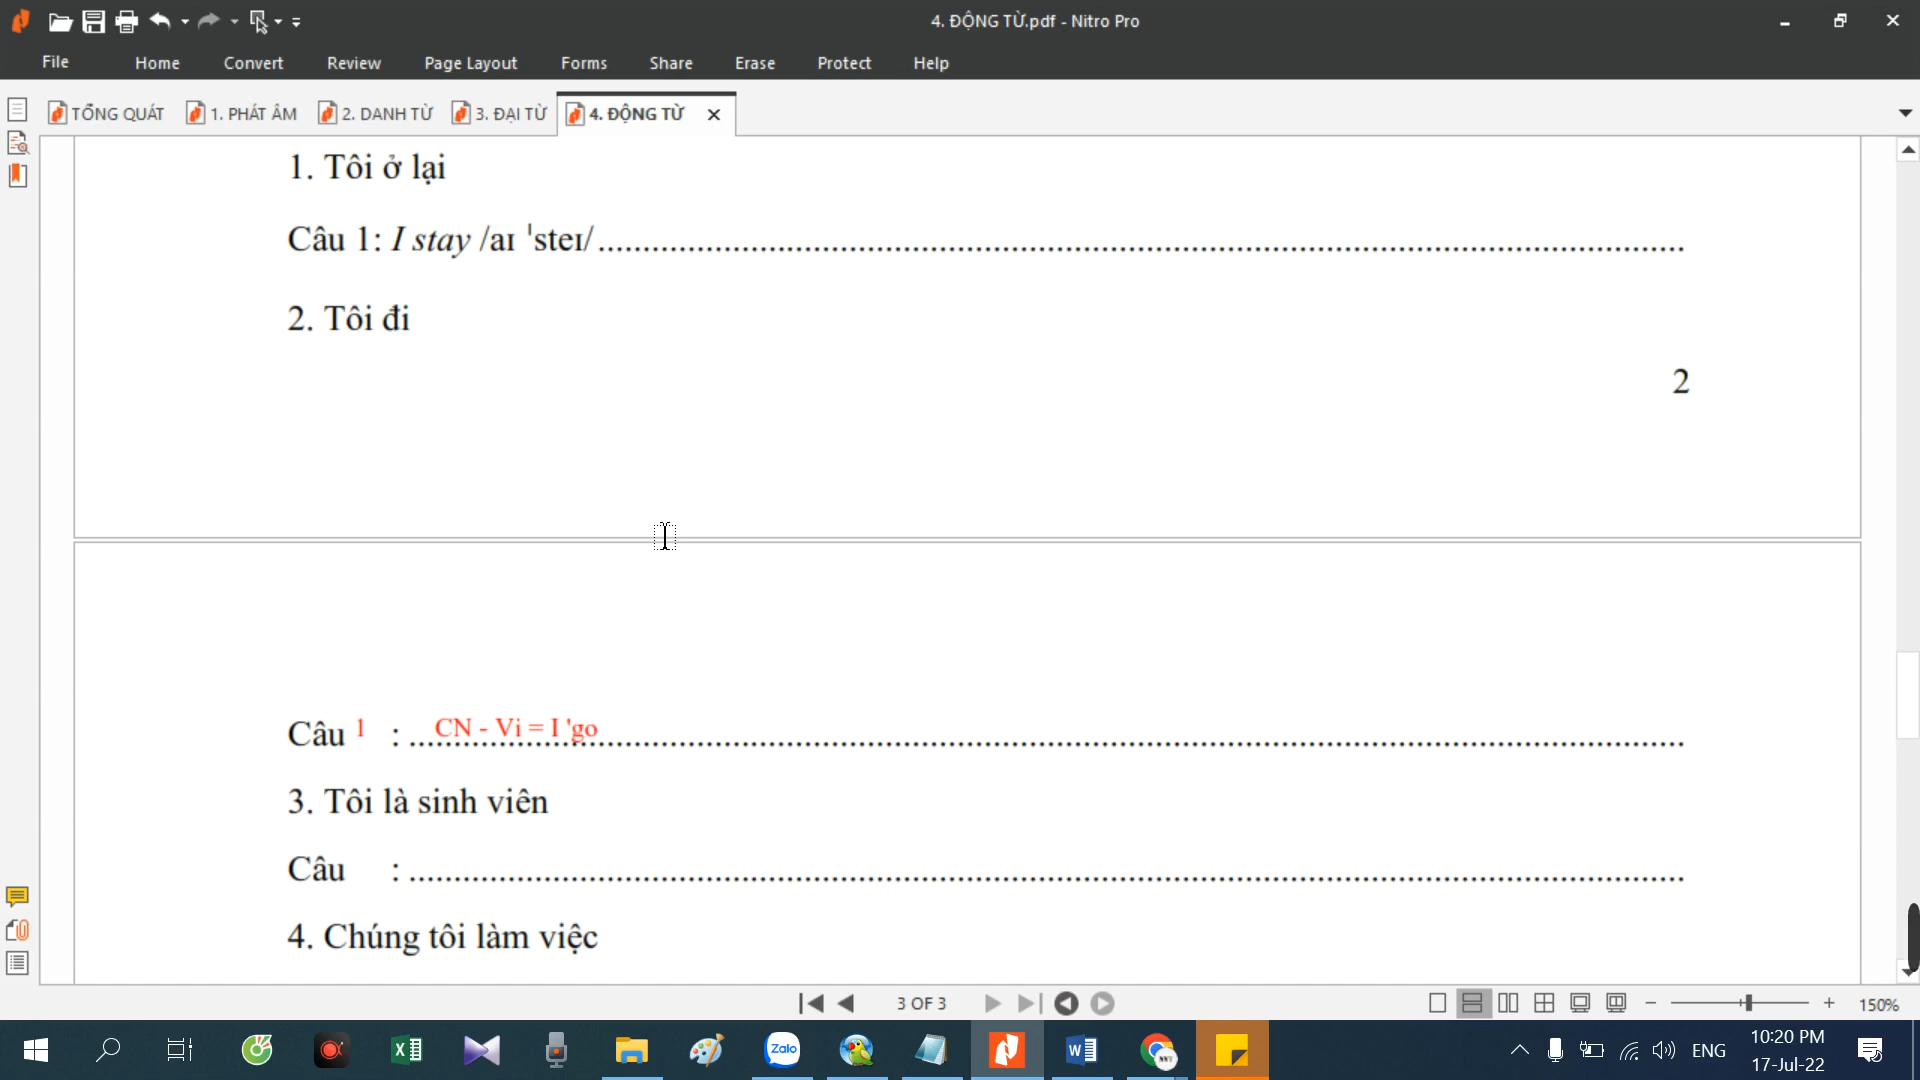 4. ĐỘNG TỪ.pdf - Nitro Pro
File Home Convert Review Page Layout Forms Share Erase Protect Help
TỔNG QUÁT 1. PHÁT ÂM 2. DANH TỪ 3. ĐẠI TỪ 4. ĐỘNG TỪ
1. Tôi ở lại
Câu 1: I stay /aɪ ˈsteɪ/
2. Tôi đi
2
Câu 1 : CN - Vi = I 'go
3. Tôi là sinh viên
Câu :
4. Chúng tôi làm việc
3 OF 3
150%
Zalo
ENG
10:20 PM
17-Jul-22